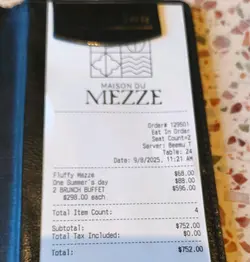 MAISON DU
MEZZE
Order# 129501
Eat In Order
Seat Count=2
Server: Beemu T
Table: 24
Date: 9/8/2025, 11:21 AM
Fluffy Mezze $68.00
One Summer's day $88.00
2 BRUNCH BUFFET $596.00
$298.00 each
Total Item Count: 4
Subtotal: $752.00
Total Tax Included: $0.00
Total: $752.00